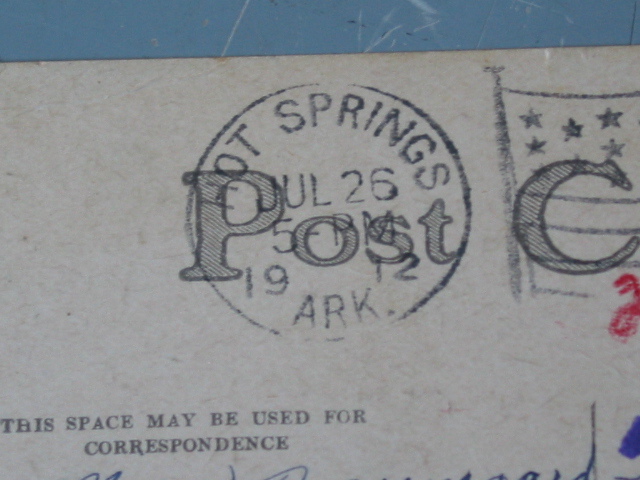 HOT SPRINGS
JUL 26
5 - PM
19 12
ARK.
Post C
THIS SPACE MAY BE USED FOR
CORRESPONDENCE